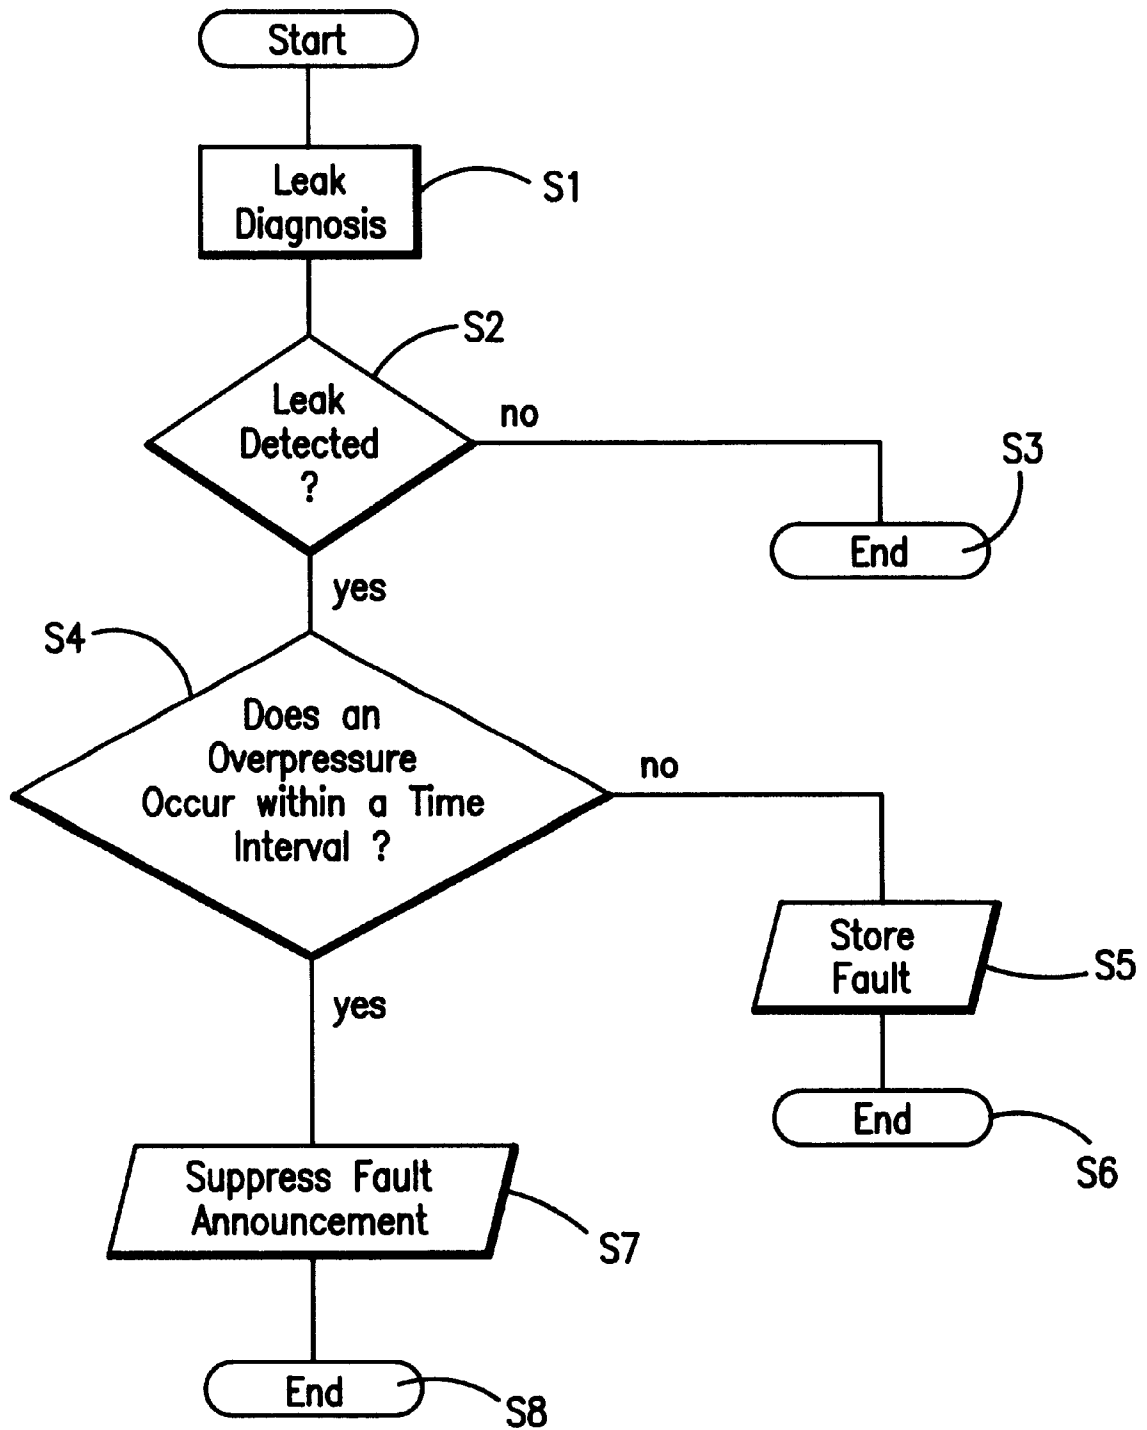 Start
Leak
Diagnosis
S1
S2
Leak
Detected
?
no
S3
End
yes
S4
Does an
Overpressure
Occur within a Time
Interval ?
no
Store
Fault
S5
yes
End
S6
Suppress Fault
Announcement
S7
End
S8